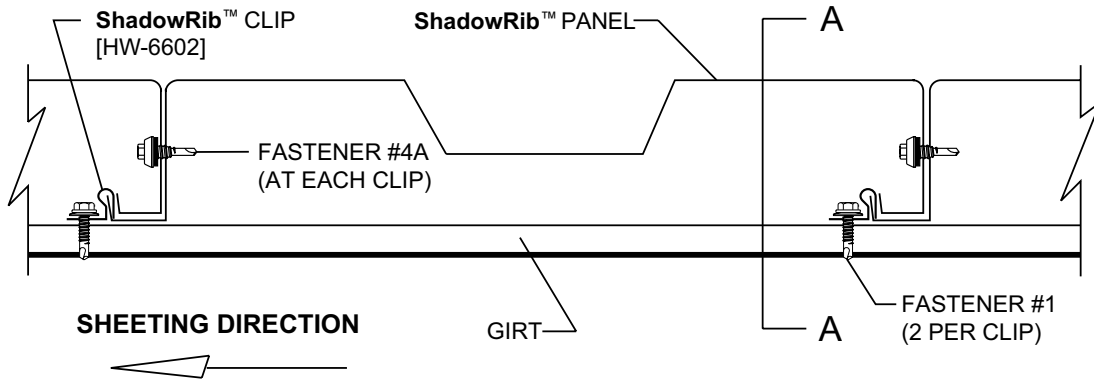 ShadowRib™ CLIP
[HW-6602]
ShadowRib™ PANEL
A
FASTENER #4A
(AT EACH CLIP)
FASTENER #1
(2 PER CLIP)
SHEETING DIRECTION
GIRT
A